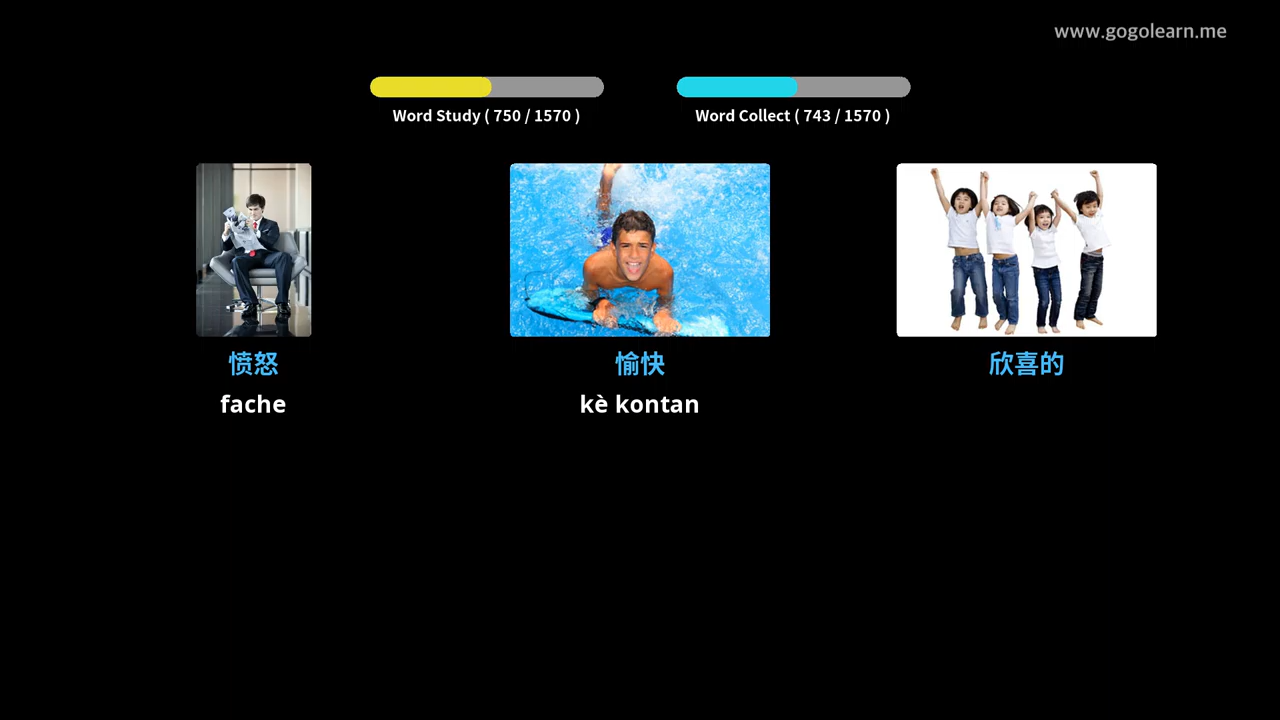 www.gogolearn.me
Word Study ( 750 / 1570 )
Word Collect ( 743 / 1570 )
愤怒
愉快
欣喜的
fache
kè kontan